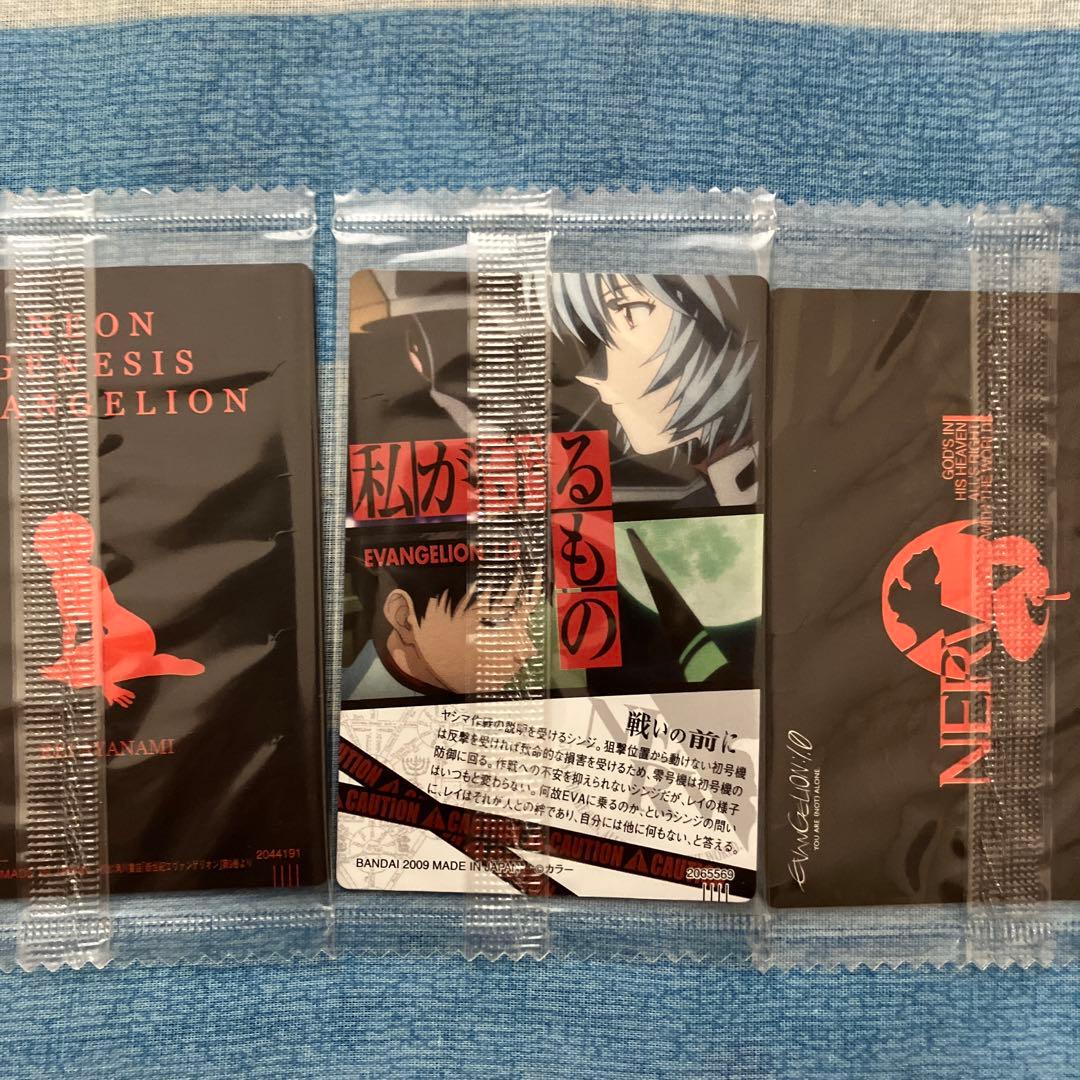 NEON
GENESIS
ANGELION
YANAMI
2044191
私が るもの
EVANGELION
戦いの前に
ヤシマ作戦の説明を受けるシンジ。狙撃位置から動けない初号機
は反撃を受ければ致命的な損害を受けるため、零号機は初号機の
防御に回る。作戦への不安を抑えられないシンジだが、レイの様子
はいつもと変わらない。何故EVAに乗るのか、というシンジの問い
に、レイはそれが人との絆であり、自分には他に何もない、と答える。
CAUTION
CAUTION
CAUTION
BANDAI 2009 MADE IN JAPAN ©カラー
2065569
GOD'S IN
HIS HEAVEN
ALL'S RIGHT
WITH THE WORLD
NERV
EVANGELION:1.0
YOU ARE (NOT) ALONE